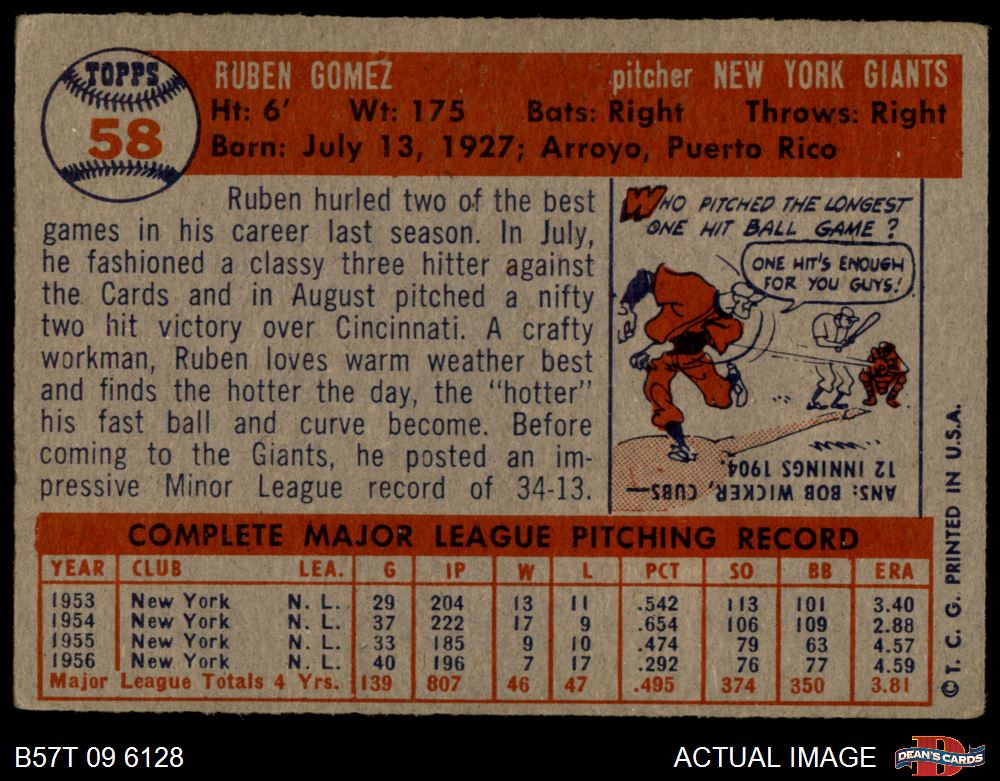 TOPPS
58
RUBEN GOMEZ pitcher NEW YORK GIANTS
Ht: 6' Wt: 175 Bats: Right Throws: Right
Born: July 13, 1927; Arroyo, Puerto Rico
Ruben hurled two of the best
games in his career last season. In July,
he fashioned a classy three hitter against
the Cards and in August pitched a nifty
two hit victory over Cincinnati. A crafty
workman, Ruben loves warm weather best
and finds the hotter the day, the "hotter"
his fast ball and curve become. Before
coming to the Giants, he posted an im-
pressive Minor League record of 34-13.
WHO PITCHED THE LONGEST
ONE HIT BALL GAME?
ONE HIT'S ENOUGH
FOR YOU GUYS!
ANS: BOB WICKER, CUBS—
12 INNINGS 1904.
COMPLETE MAJOR LEAGUE PITCHING RECORD
YEAR CLUB LEA. G IP W L PCT SO BB ERA
1953 New York N. L. 29 204 13 11 .542 113 101 3.40
1954 New York N. L. 37 222 17 9 .654 106 109 2.88
1955 New York N. L. 33 185 9 10 .474 79 63 4.57
1956 New York N. L. 40 196 7 17 .292 76 77 4.59
Major League Totals 4 Yrs. 139 807 46 47 .495 374 350 3.81
© T. C. G. PRINTED IN U.S.A.
B57T 09 6128
ACTUAL IMAGE
DEAN'S CARDS